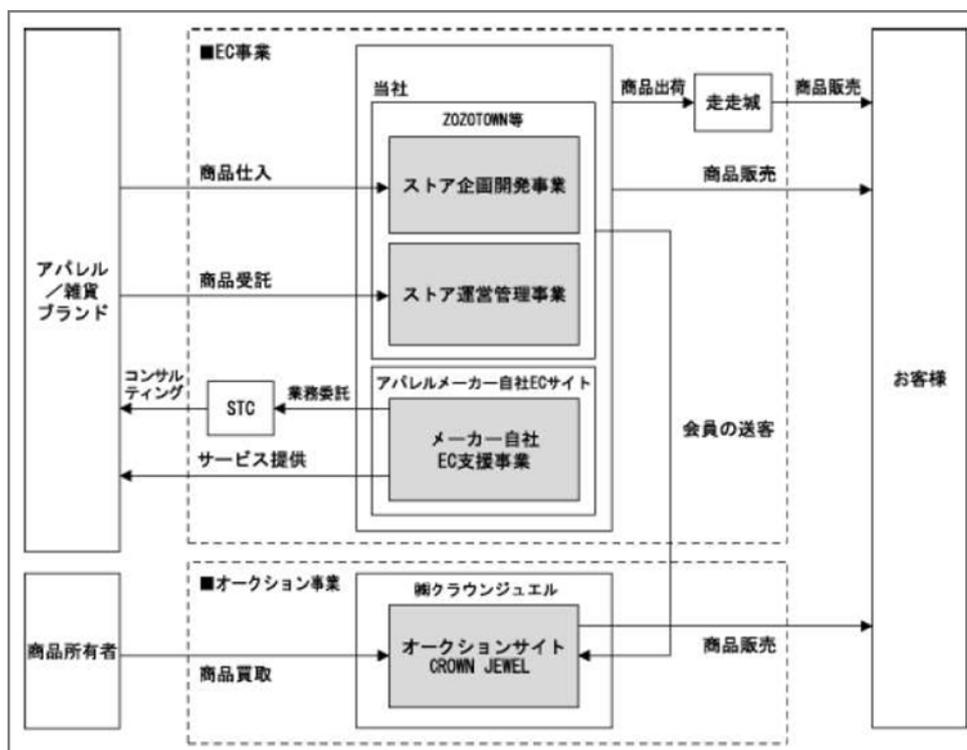 ■EC事業
当社
商品出荷
走走城
商品販売
ZOZOTOWN等
商品仕入
ストア企画開発事業
商品販売
アパレル
／雑貨
ブランド
商品受託
ストア運営管理事業
お客様
コンサル
ティング
STC
業務委託
アパレルメーカー自社ECサイト
メーカー自社
EC支援事業
サービス提供
会員の送客
■オークション事業
㈱クラウンジュエル
商品所有者
商品買取
オークションサイト
CROWN JEWEL
商品販売